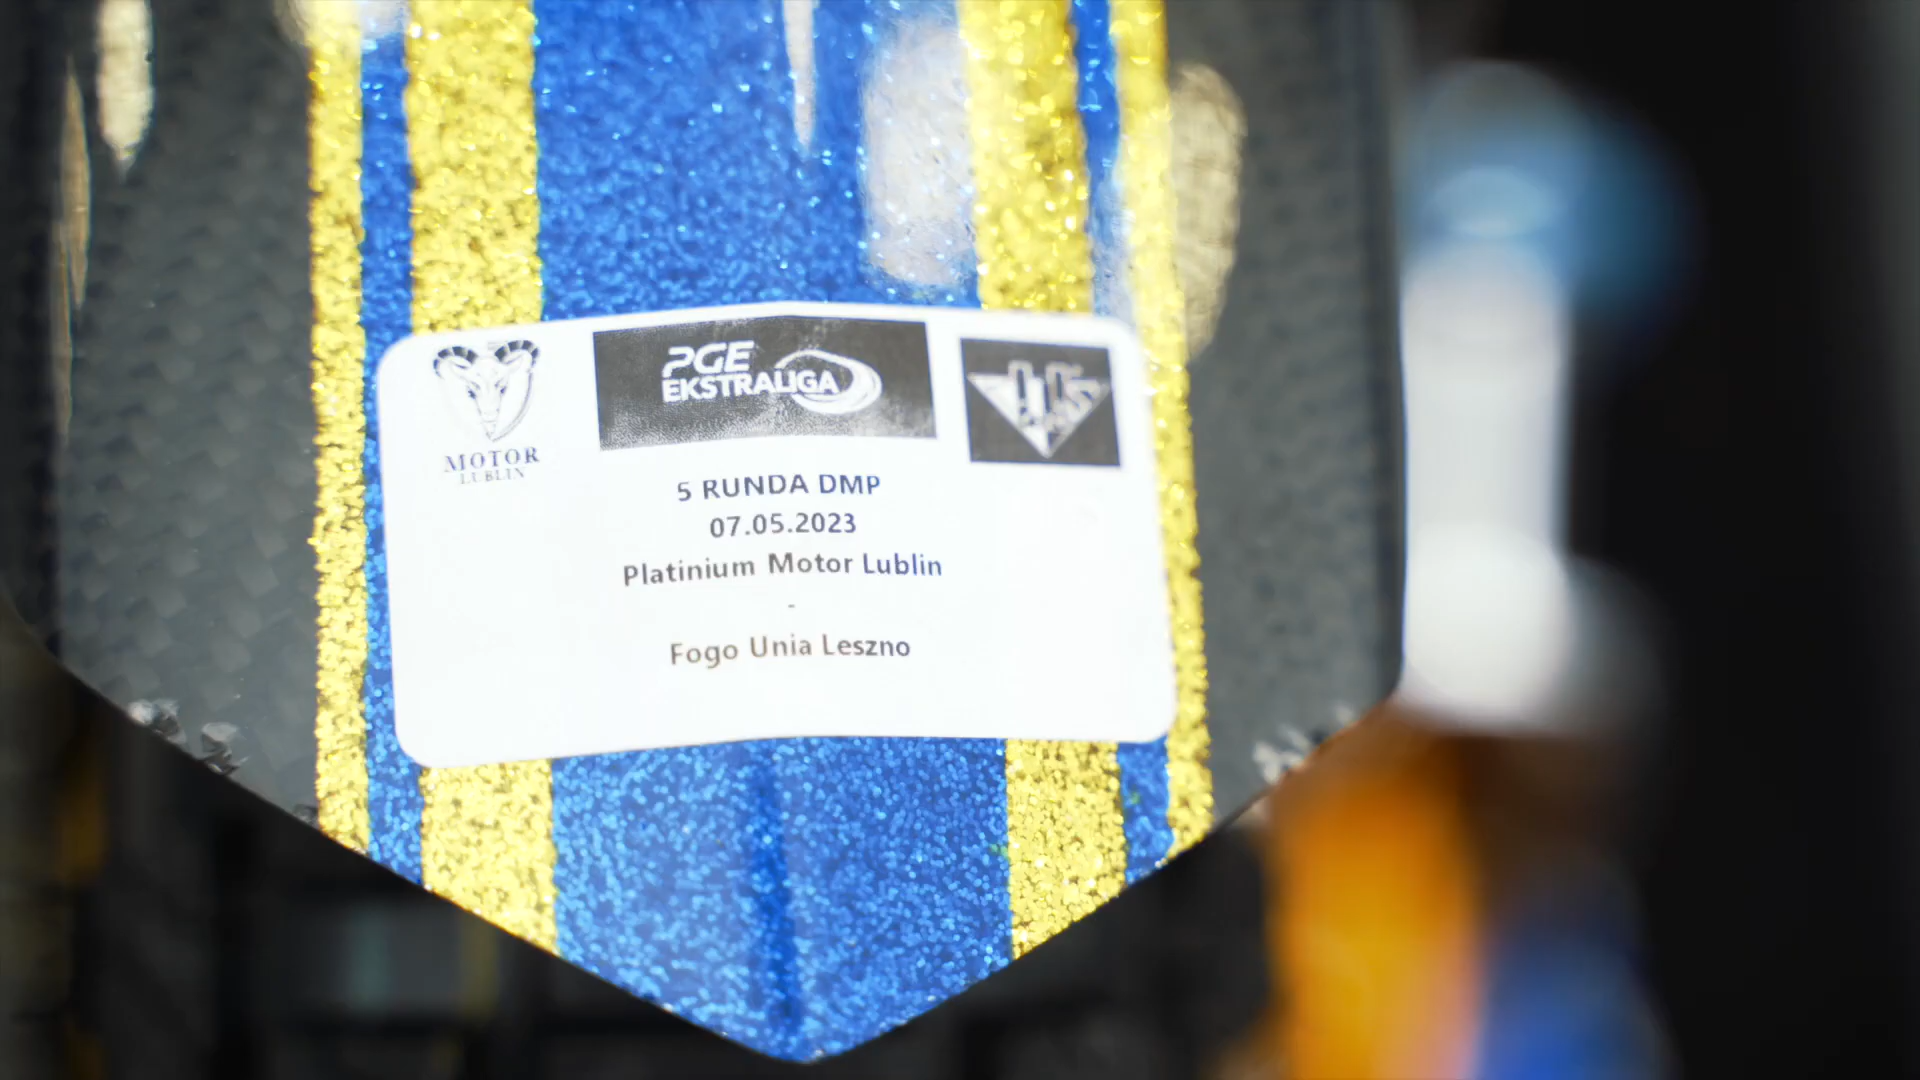 MOTOR
LUBLIN
PGE
EKSTRALIGA
5 RUNDA DMP
07.05.2023
Platinium Motor Lublin
-
Fogo Unia Leszno